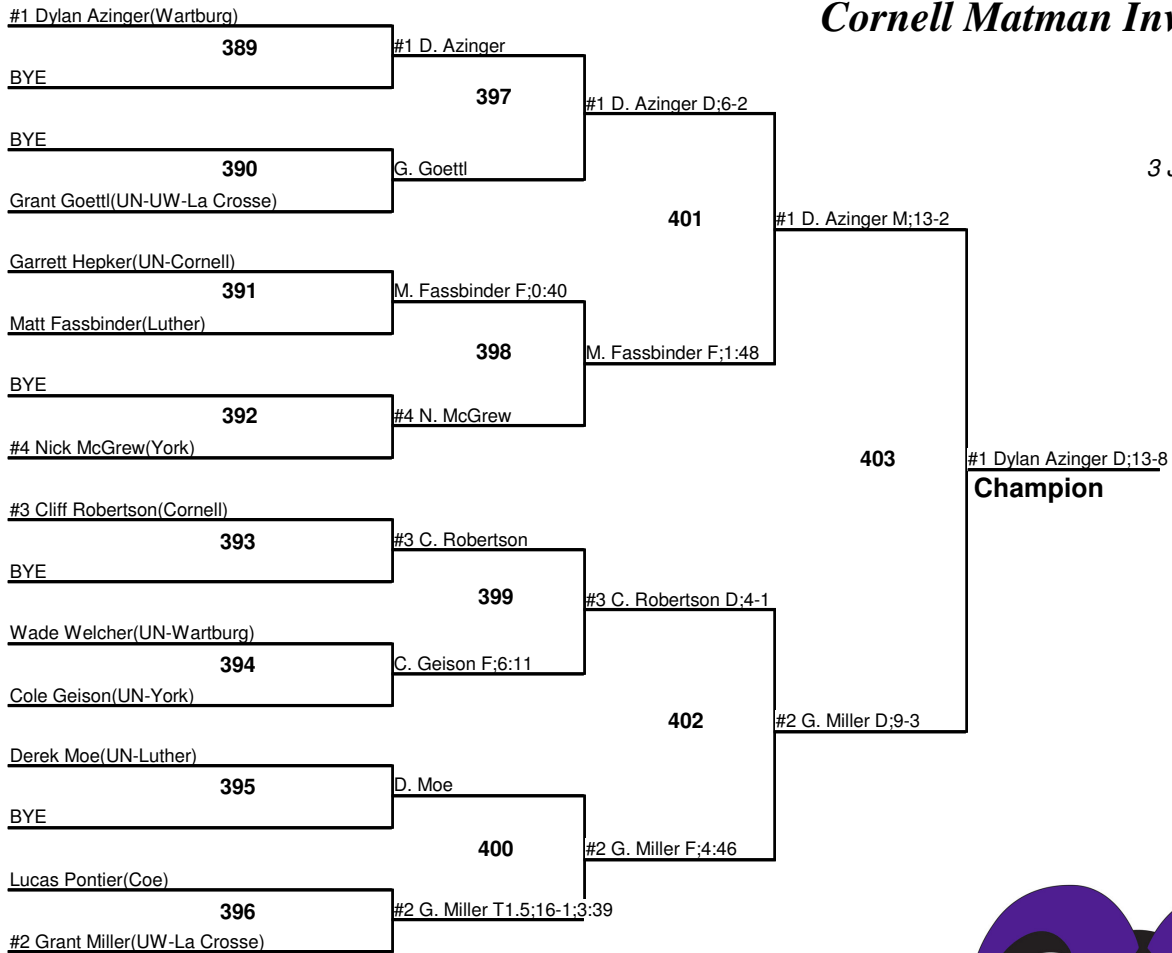 Cornell Matman Inv
3 J
#1 Dylan Azinger(Wartburg)
389
BYE
BYE
390
Grant Goettl(UN-UW-La Crosse)
Garrett Hepker(UN-Cornell)
391
Matt Fassbinder(Luther)
BYE
392
#4 Nick McGrew(York)
#3 Cliff Robertson(Cornell)
393
BYE
Wade Welcher(UN-Wartburg)
394
Cole Geison(UN-York)
Derek Moe(UN-Luther)
395
BYE
Lucas Pontier(Coe)
396
#2 Grant Miller(UW-La Crosse)
#1 D. Azinger
397
G. Goettl
M. Fassbinder F;0:40
398
#4 N. McGrew
#3 C. Robertson
399
C. Geison F;6:11
D. Moe
400
#2 G. Miller T1.5;16-1;3:39
#1 D. Azinger D;6-2
401
M. Fassbinder F;1:48
#3 C. Robertson D;4-1
402
#2 G. Miller F;4:46
#1 D. Azinger M;13-2
403
#2 G. Miller D;9-3
#1 Dylan Azinger D;13-8
Champion